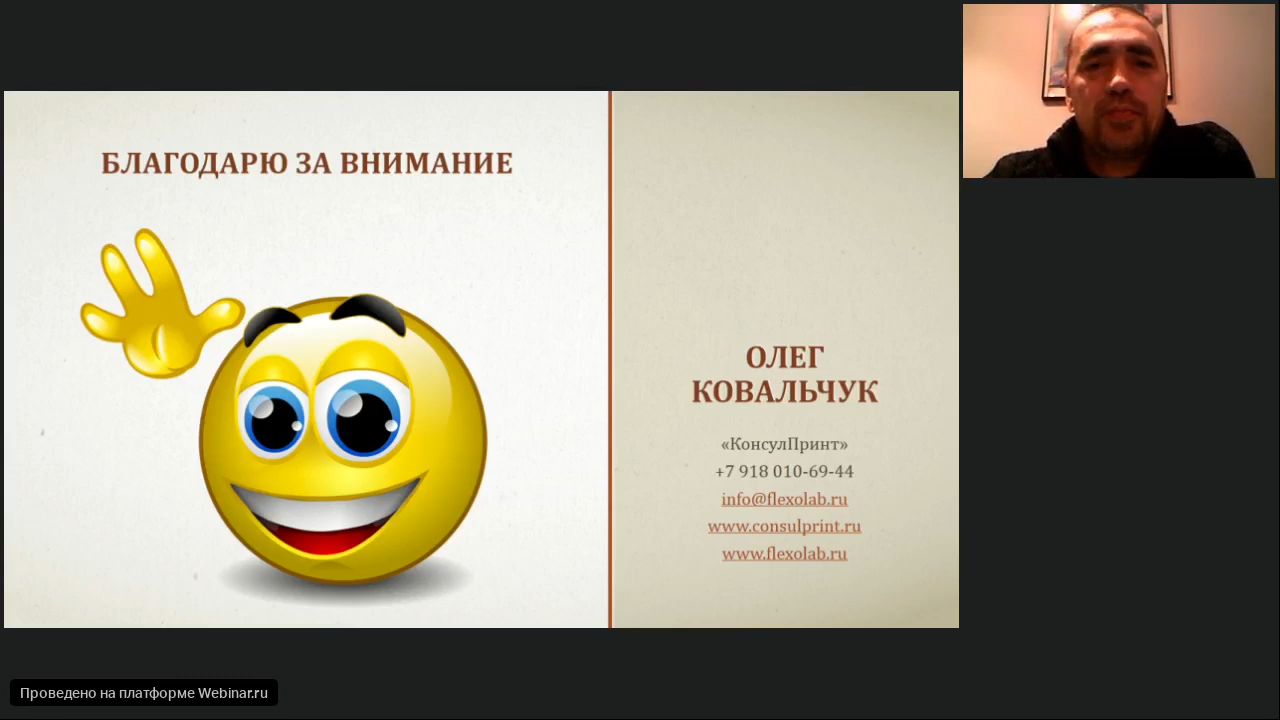 БЛАГОДАРЮ ЗА ВНИМАНИЕ
ОЛЕГ
КОВАЛЬЧУК
«КонсулПринт»
+7 918 010-69-44
info@flexolab.ru
www.consulprint.ru
www.flexolab.ru
Проведено на платформе Webinar.ru